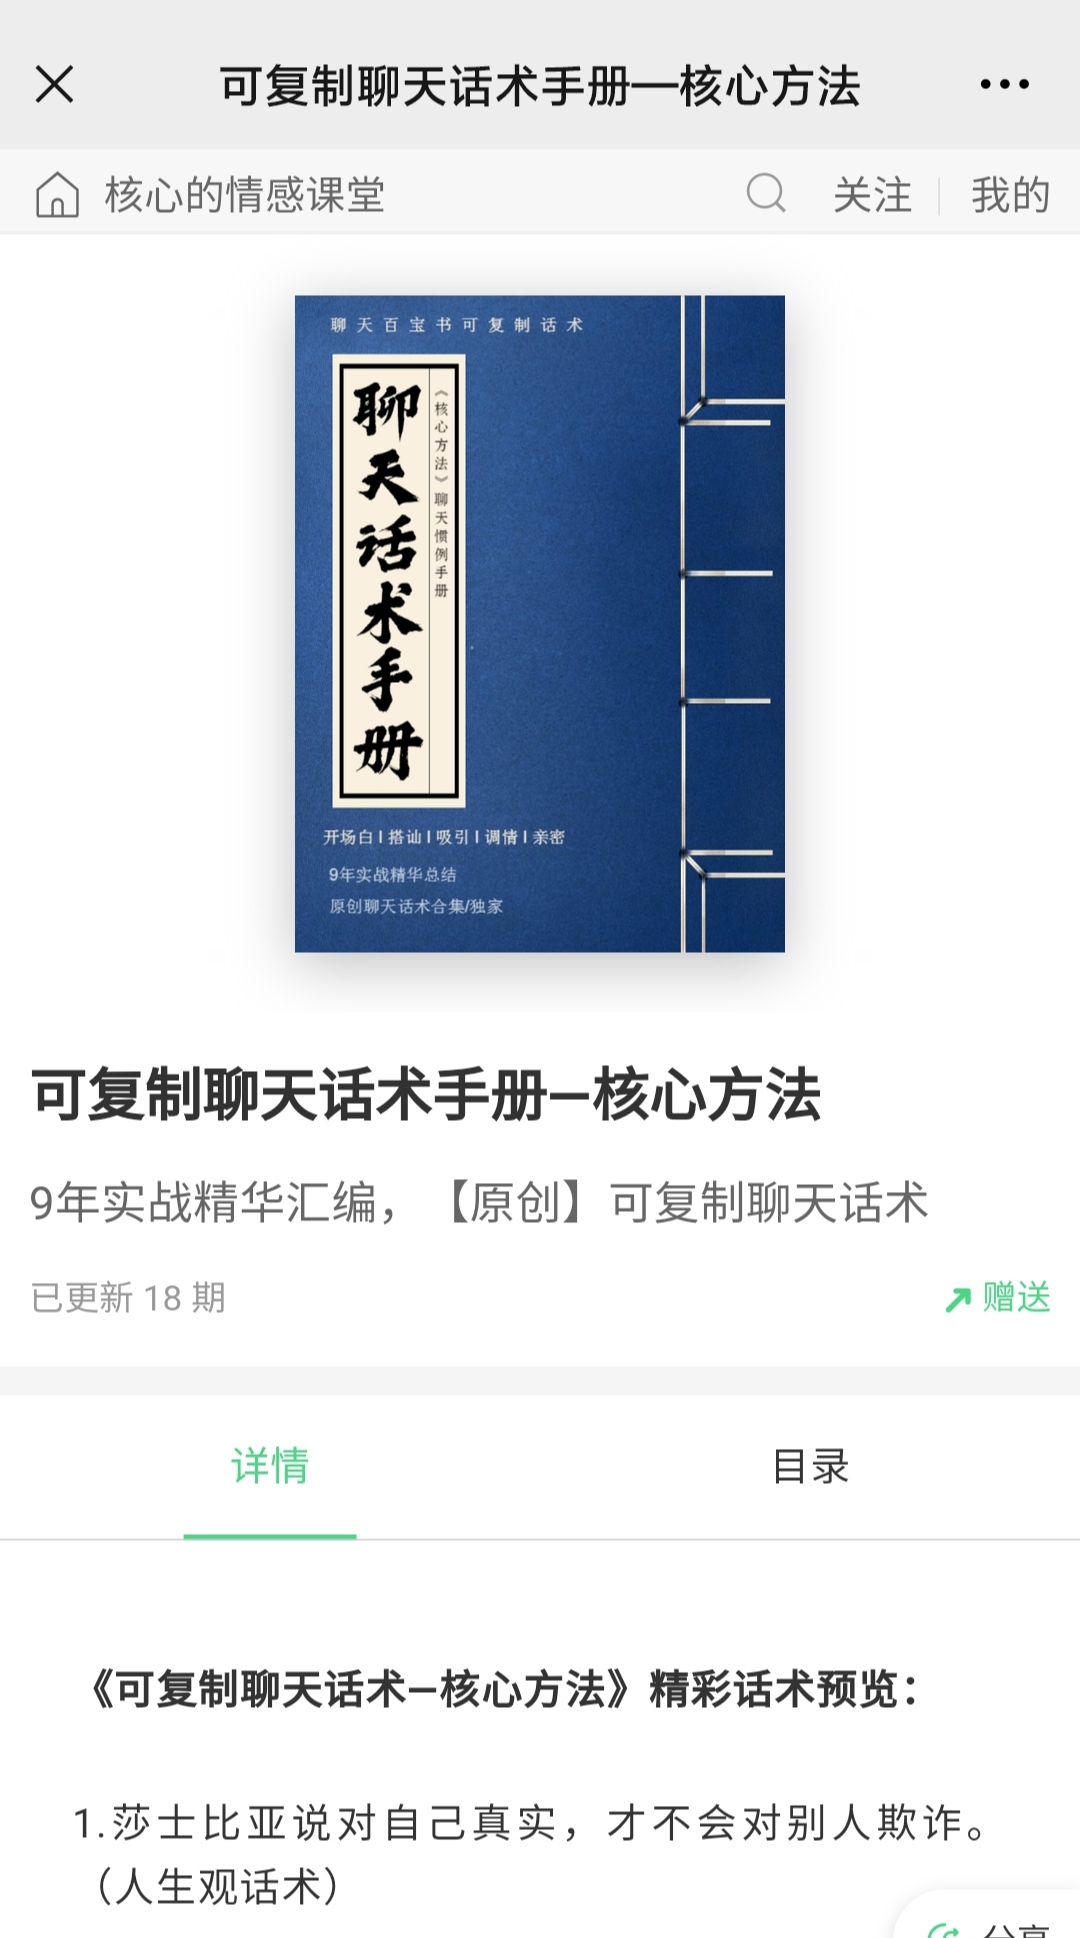 可复制聊天话术手册—核心方法
核心的情感课堂
关注
我的
聊天百宝书可复制话术
聊天话术手册
《核心方法》聊天惯例手册
开场白|搭讪|吸引|调情|亲密
9年实战精华总结
原创聊天话术合集/独家
可复制聊天话术手册—核心方法
9年实战精华汇编，【原创】可复制聊天话术
已更新 18 期
赠送
详情
目录
《可复制聊天话术—核心方法》精彩话术预览：
1.莎士比亚说对自己真实，才不会对别人欺诈。
（人生观话术）
分享